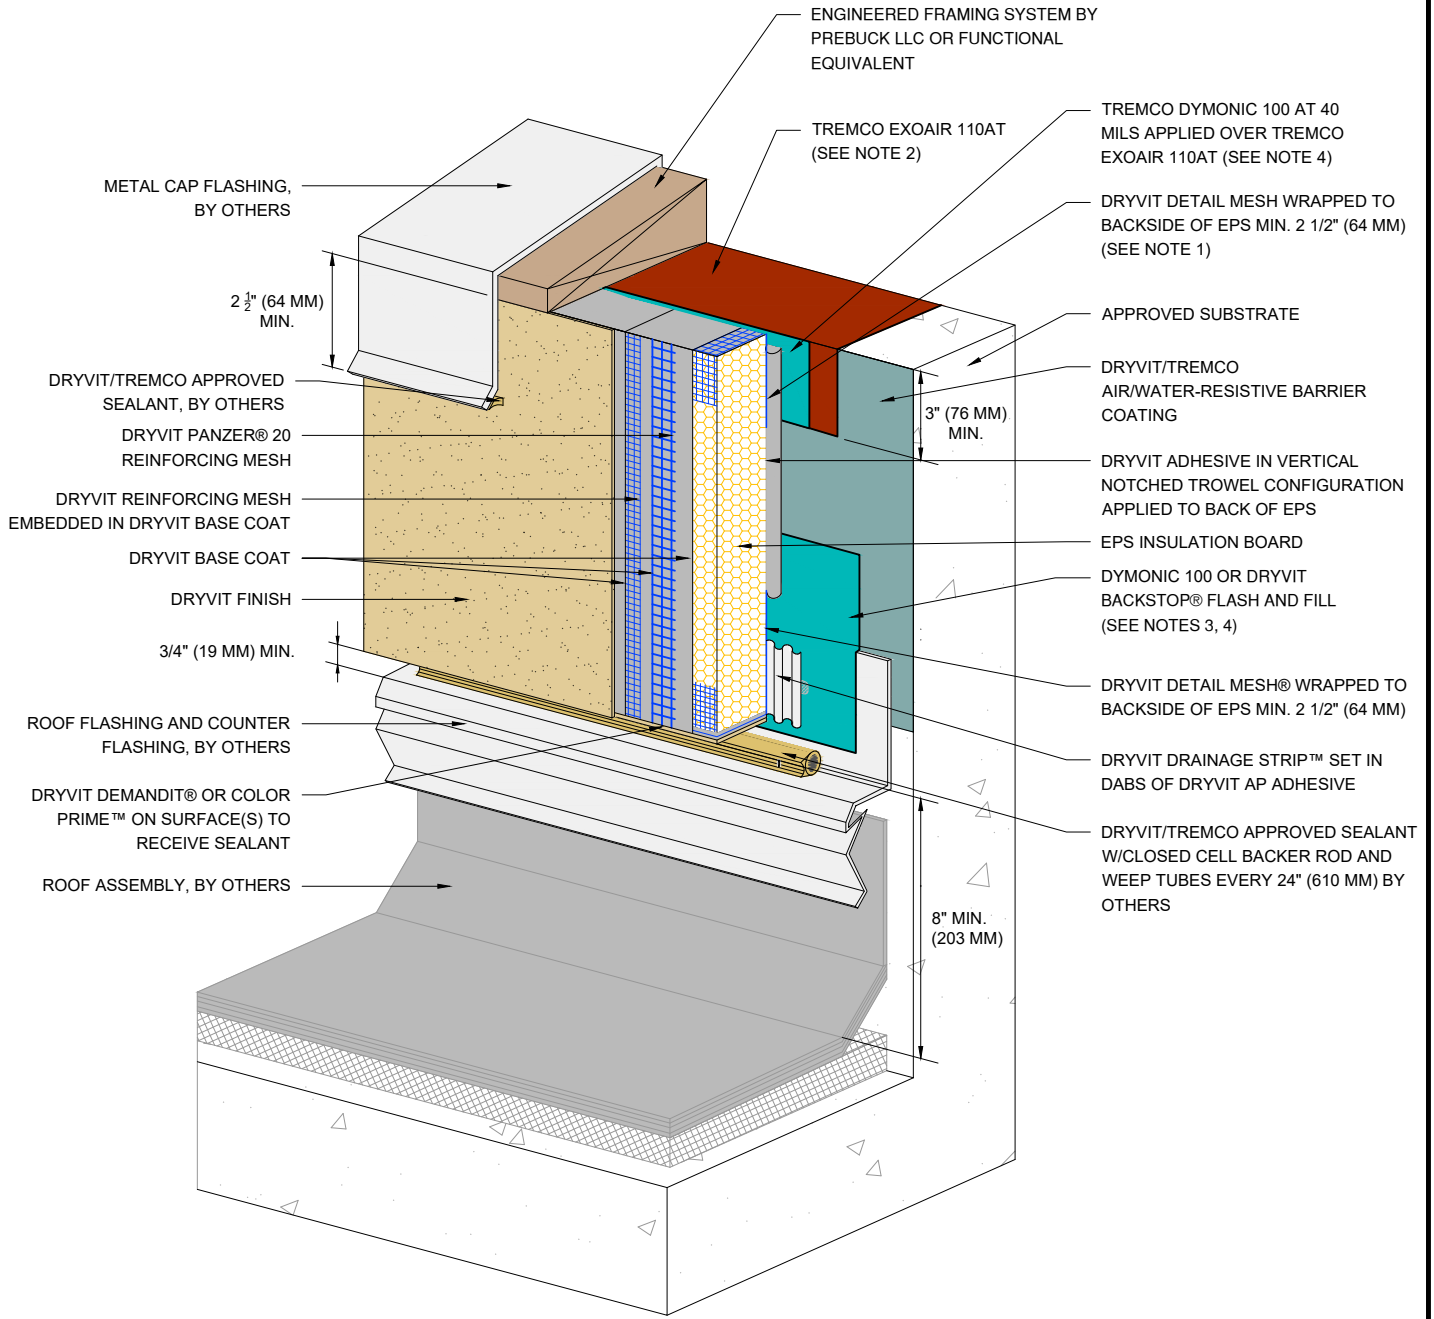 ENGINEERED FRAMING SYSTEM BY
PREBUCK LLC OR FUNCTIONAL
EQUIVALENT
TREMCO EXOAIR 110AT
(SEE NOTE 2)
TREMCO DYMONIC 100 AT 40
MILS APPLIED OVER TREMCO
EXOAIR 110AT (SEE NOTE 4)
METAL CAP FLASHING,
BY OTHERS
DRYVIT DETAIL MESH WRAPPED TO
BACKSIDE OF EPS MIN. 2 1/2" (64 MM)
(SEE NOTE 1)
2 1/2" (64 MM)
MIN.
APPROVED SUBSTRATE
DRYVIT/TREMCO APPROVED
SEALANT, BY OTHERS
DRYVIT/TREMCO
AIR/WATER-RESISTIVE BARRIER
COATING
3" (76 MM)
MIN.
DRYVIT PANZER® 20
REINFORCING MESH
DRYVIT ADHESIVE IN VERTICAL
NOTCHED TROWEL CONFIGURATION
APPLIED TO BACK OF EPS
DRYVIT REINFORCING MESH
EMBEDDED IN DRYVIT BASE COAT
EPS INSULATION BOARD
DRYVIT BASE COAT
DYMONIC 100 OR DRYVIT
BACKSTOP® FLASH AND FILL
(SEE NOTES 3, 4)
DRYVIT FINISH
3/4" (19 MM) MIN.
DRYVIT DETAIL MESH® WRAPPED TO
BACKSIDE OF EPS MIN. 2 1/2" (64 MM)
ROOF FLASHING AND COUNTER
FLASHING, BY OTHERS
DRYVIT DRAINAGE STRIP™ SET IN
DABS OF DRYVIT AP ADHESIVE
DRYVIT DEMANDIT® OR COLOR
PRIME™ ON SURFACE(S) TO
RECEIVE SEALANT
DRYVIT/TREMCO APPROVED SEALANT
W/CLOSED CELL BACKER ROD AND
WEEP TUBES EVERY 24" (610 MM) BY
OTHERS
ROOF ASSEMBLY, BY OTHERS
8" MIN.
(203 MM)